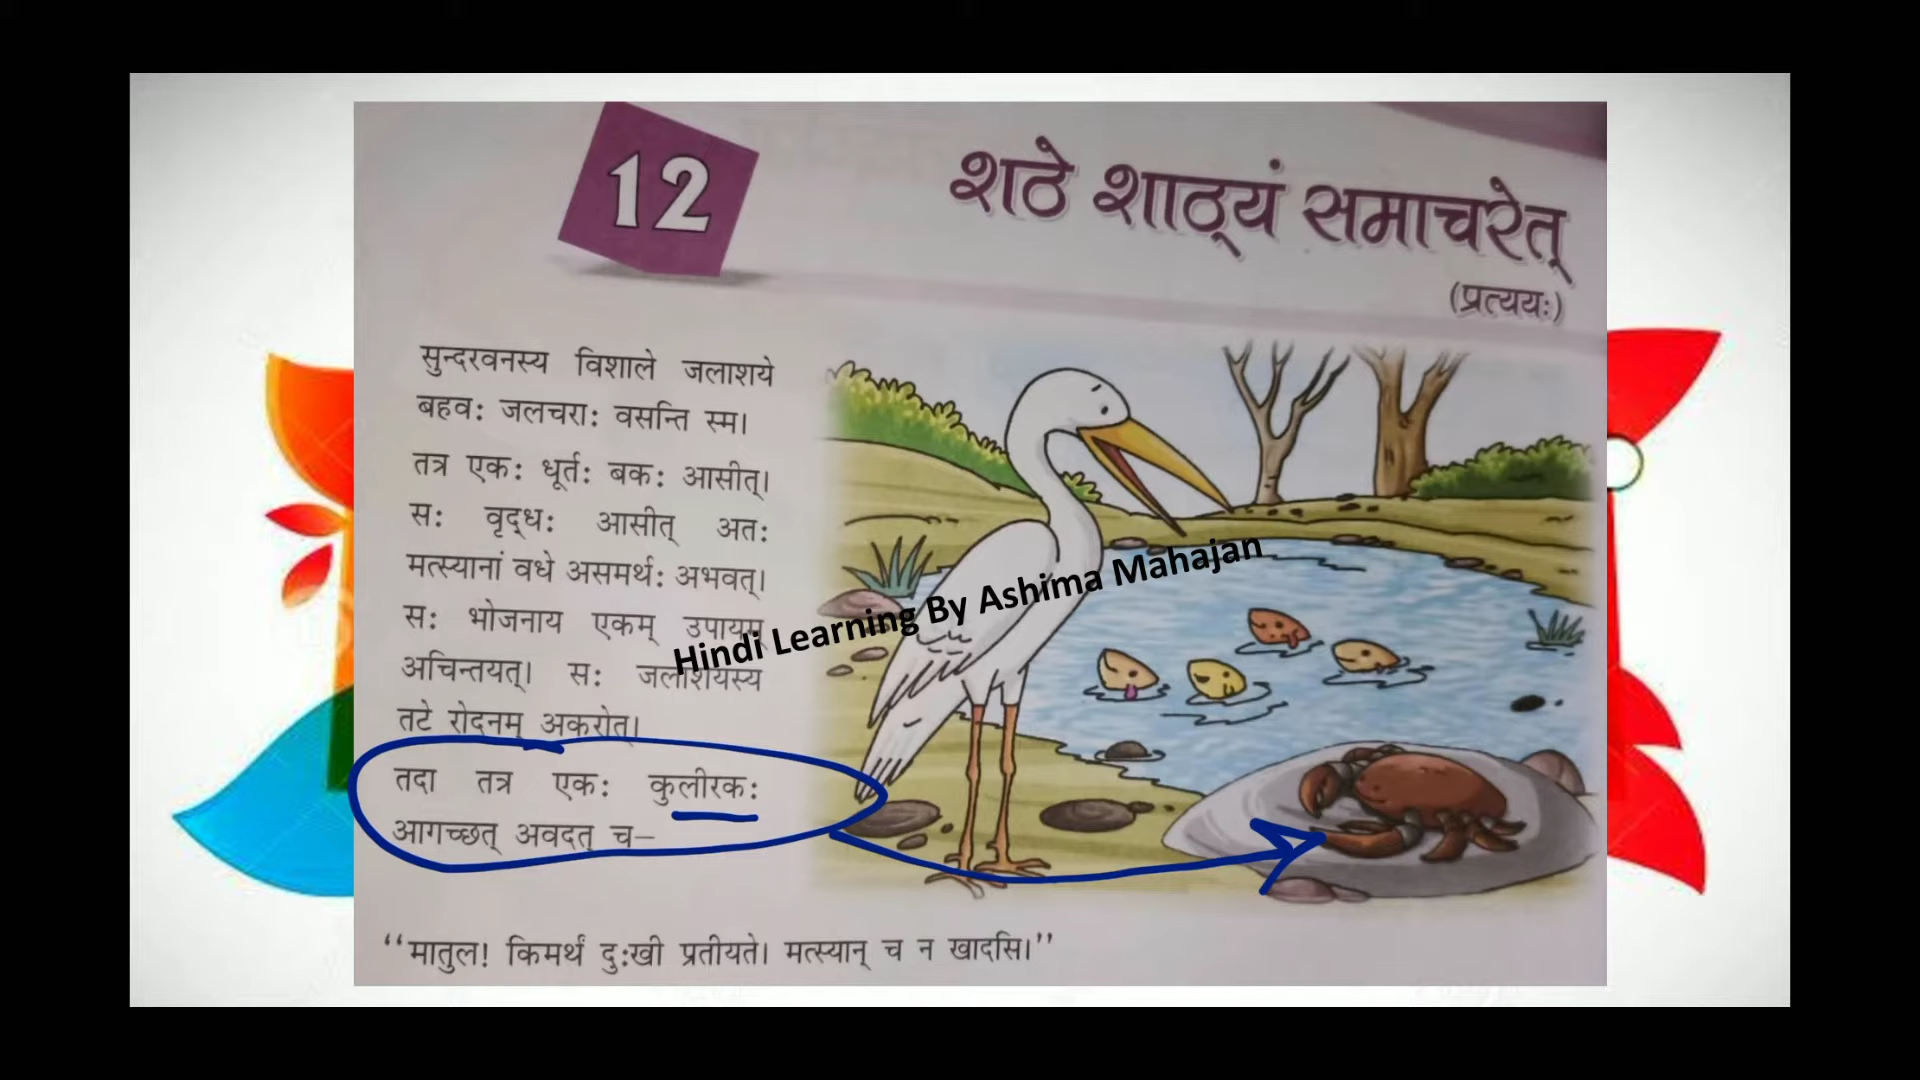 12
शठे शाठ्यं समाचरेत्
(प्रत्ययः)
सुन्दरवनस्य विशाले जलाशये
बहवः जलचराः वसन्ति स्म।
तत्र एकः धूर्तः बकः आसीत्।
सः वृद्धः आसीत् अतः
मत्स्यानां वधे असमर्थः अभवत्।
सः भोजनाय एकम् उपायम्
अचिन्तयत्। सः जलाशयस्य
तटे रोदनम् अकरोत्।
तदा तत्र एकः कुलीरकः
आगच्छत् अवदत् च–
“मातुल! किमर्थं दुःखी प्रतीयते। मत्स्यान् च न खादसि।”
Hindi Learning By Ashima Mahajan